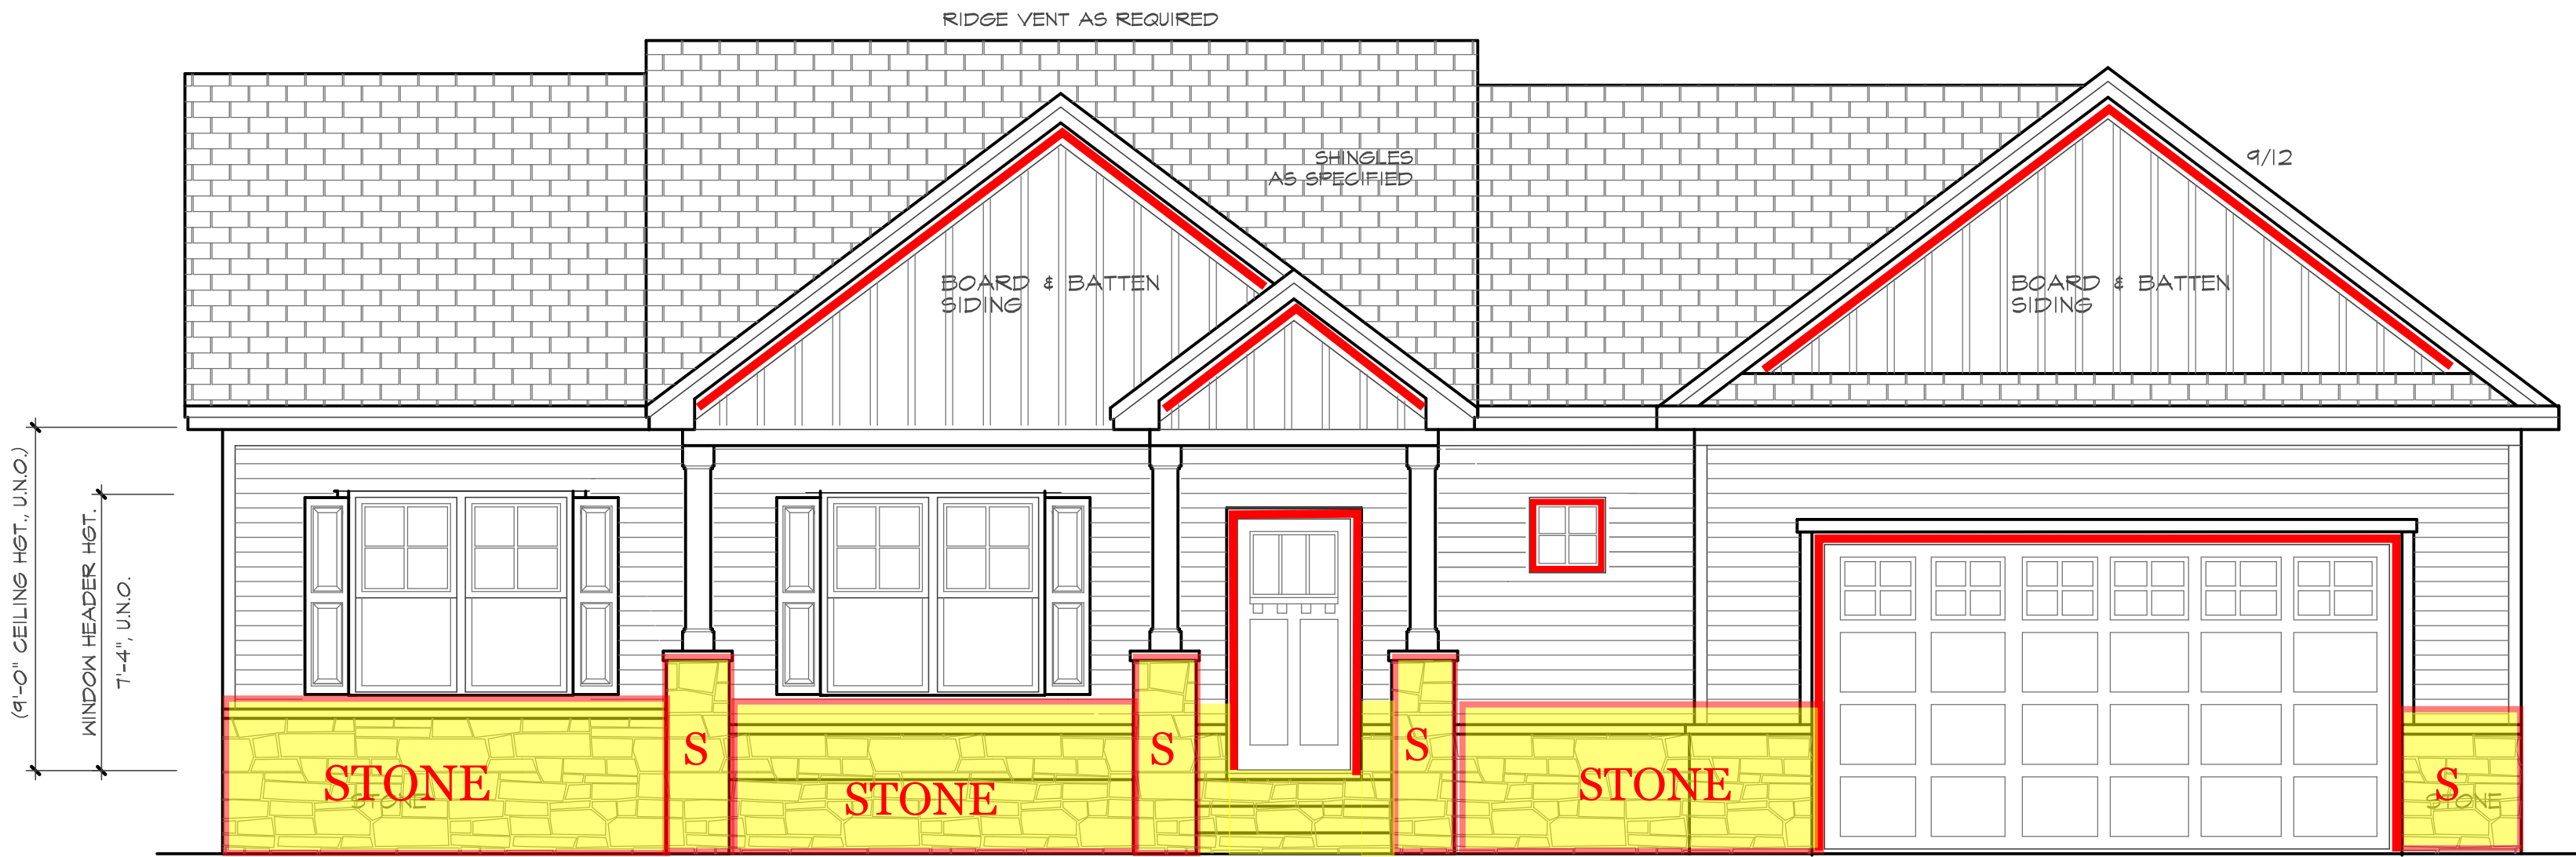 RIDGE VENT AS REQUIRED
SHINGLES
AS SPECIFIED
9/12
BOARD & BATTEN
SIDING
BOARD & BATTEN
SIDING
(9'-0" CEILING HGT., U.N.O.)
WINDOW HEADER HGT.
7'-4", U.N.O.
STONE
STONE
S
STONE
S
S
STONE
S
STONE